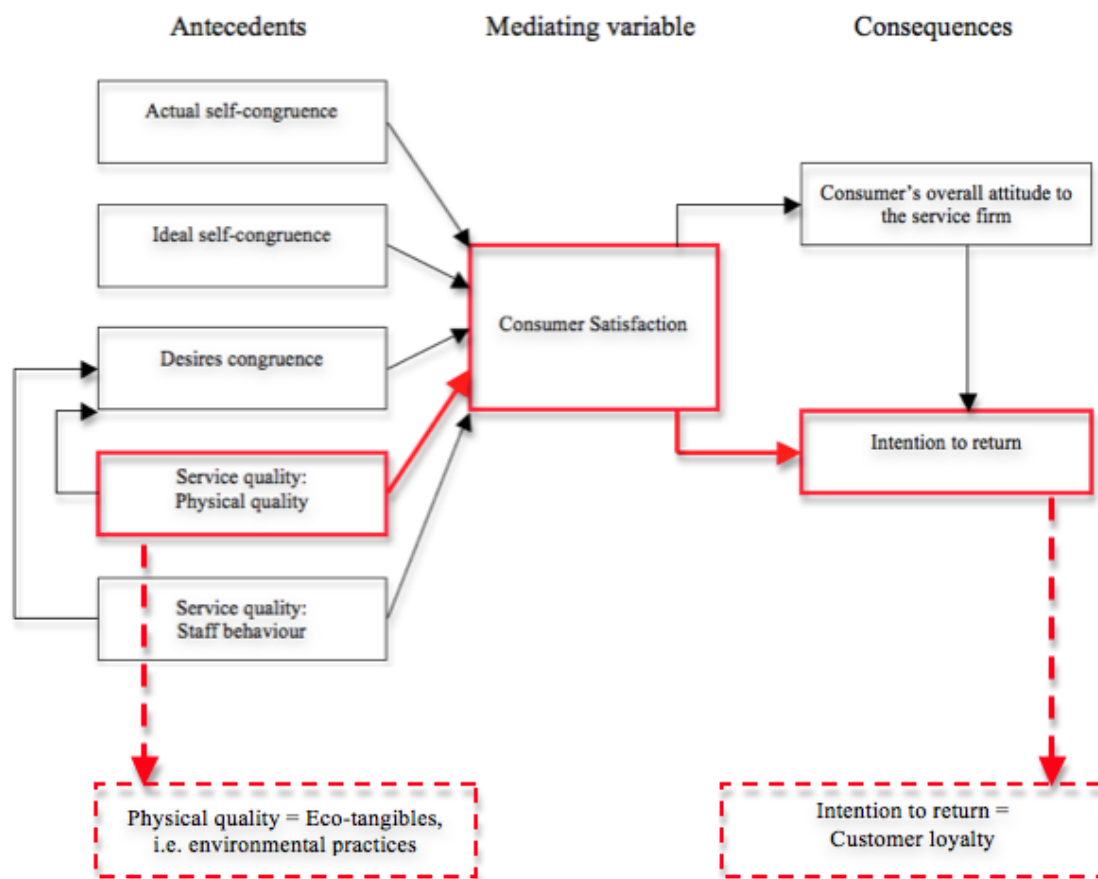 Antecedents
Mediating variable
Consequences
Actual self-congruence
Ideal self-congruence
Desires congruence
Service quality:
Physical quality
Service quality:
Staff behaviour
Consumer Satisfaction
Consumer’s overall attitude to
the service firm
Intention to return
Physical quality = Eco-tangibles,
i.e. environmental practices
Intention to return =
Customer loyalty